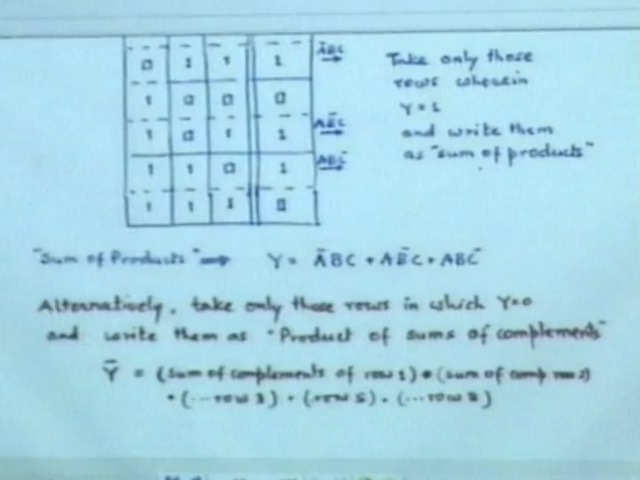 0 1 1 1 ĀBC
1 0 0 0
1 0 1 1 AB̄C
1 1 0 1 ABC̄
1 1 1 0
Take only those
rows wherein
Y=1
and write them
as "sum of products"
"Sum of Products" → Y = ĀBC + AB̄C + ABC̄
Alternatively, take only those rows in which Y=0
and write them as "Product of sums of complements"
Ȳ = (sum of complements of row 1) • (sum of comp row 2)
• (... row 3) • (row 5) • (... row 8)